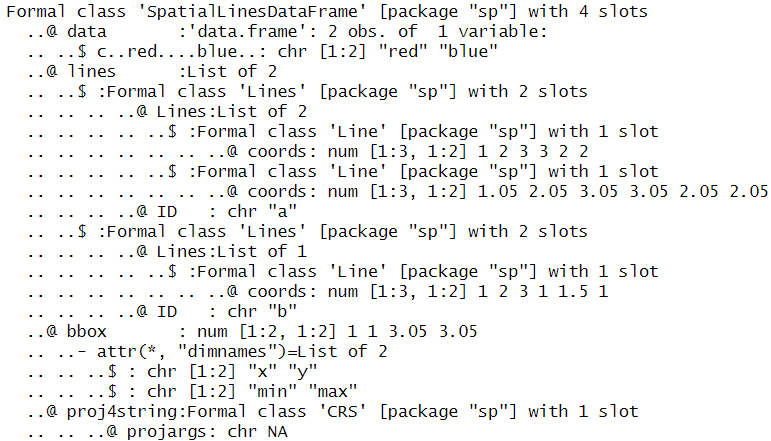 Formal class 'SpatialLinesDataFrame' [package "sp"] with 4 slots
  ..@ data       :'data.frame': 2 obs. of  1 variable:
  .. ..$ c..red....blue..: chr [1:2] "red" "blue"
  ..@ lines      :List of 2
  .. ..$ :Formal class 'Lines' [package "sp"] with 2 slots
  .. .. .. ..@ Lines:List of 2
  .. .. .. .. .. ..$ :Formal class 'Line' [package "sp"] with 1 slot
  .. .. .. .. .. .. .. ..@ coords: num [1:3, 1:2] 1 2 3 3 2 2
  .. .. .. .. .. ..$ :Formal class 'Line' [package "sp"] with 1 slot
  .. .. .. .. .. .. .. ..@ coords: num [1:3, 1:2] 1.05 2.05 3.05 3.05 2.05 2.05
  .. .. .. ..@ ID   : chr "a"
  .. ..$ :Formal class 'Lines' [package "sp"] with 2 slots
  .. .. .. ..@ Lines:List of 1
  .. .. .. .. .. ..$ :Formal class 'Line' [package "sp"] with 1 slot
  .. .. .. .. .. .. .. ..@ coords: num [1:3, 1:2] 1 2 3 1 1.5 1
  .. .. .. ..@ ID   : chr "b"
  ..@ bbox       : num [1:2, 1:2] 1 1 3.05 3.05
  .. ..- attr(*, "dimnames")=List of 2
  .. .. ..$ : chr [1:2] "x" "y"
  .. .. ..$ : chr [1:2] "min" "max"
  ..@ proj4string:Formal class 'CRS' [package "sp"] with 1 slot
  .. .. ..@ projargs: chr NA